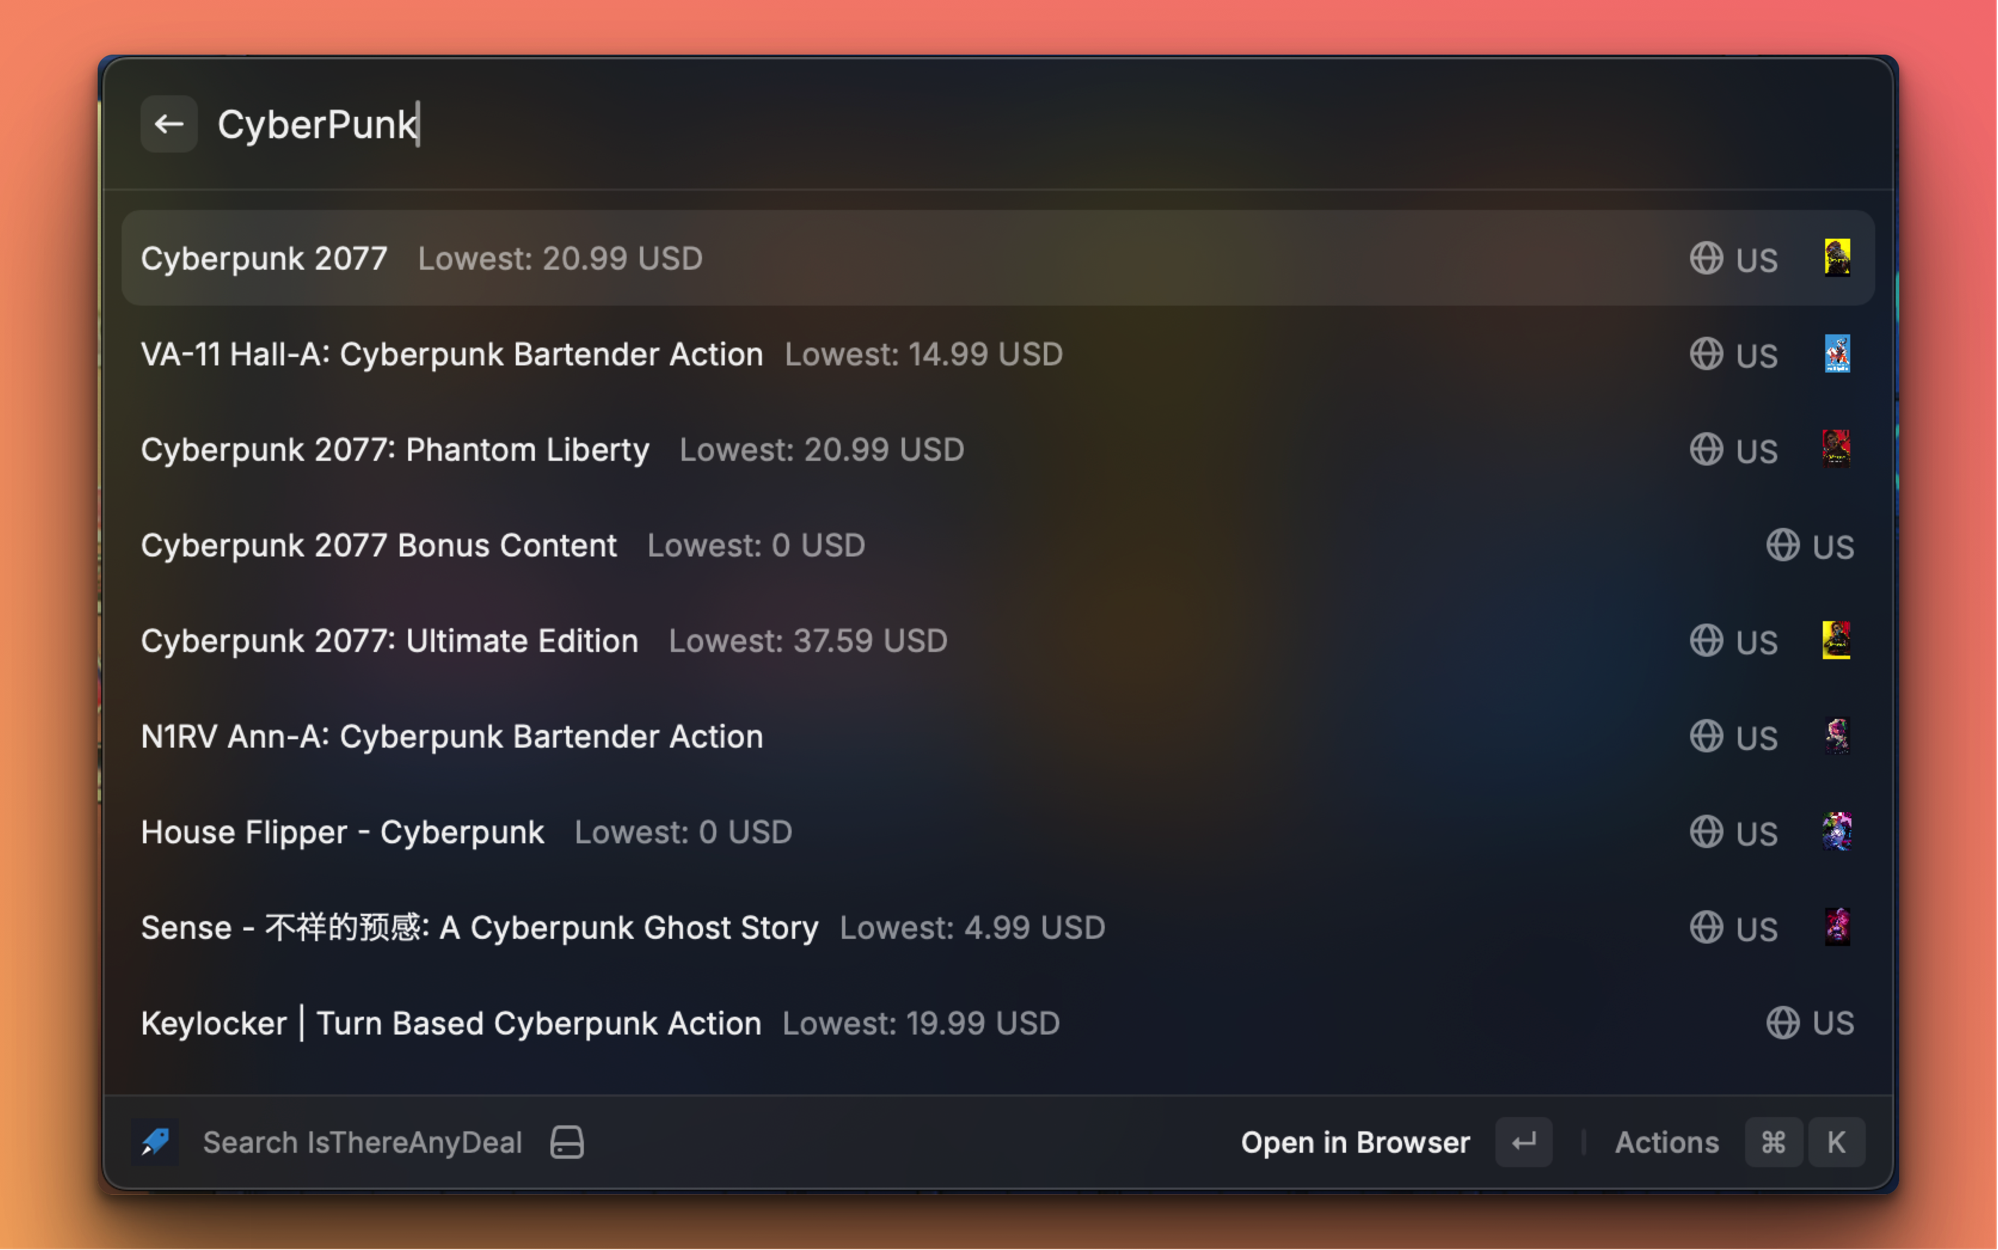 CyberPunk
Cyberpunk 2077 Lowest: 20.99 USD US
VA-11 Hall-A: Cyberpunk Bartender Action Lowest: 14.99 USD US
Cyberpunk 2077: Phantom Liberty Lowest: 20.99 USD US
Cyberpunk 2077 Bonus Content Lowest: 0 USD US
Cyberpunk 2077: Ultimate Edition Lowest: 37.59 USD US
N1RV Ann-A: Cyberpunk Bartender Action US
House Flipper - Cyberpunk Lowest: 0 USD US
Sense - 不祥的预感: A Cyberpunk Ghost Story Lowest: 4.99 USD US
Keylocker | Turn Based Cyberpunk Action Lowest: 19.99 USD US
Search IsThereAnyDeal Open in Browser ↵ Actions ⌘ K